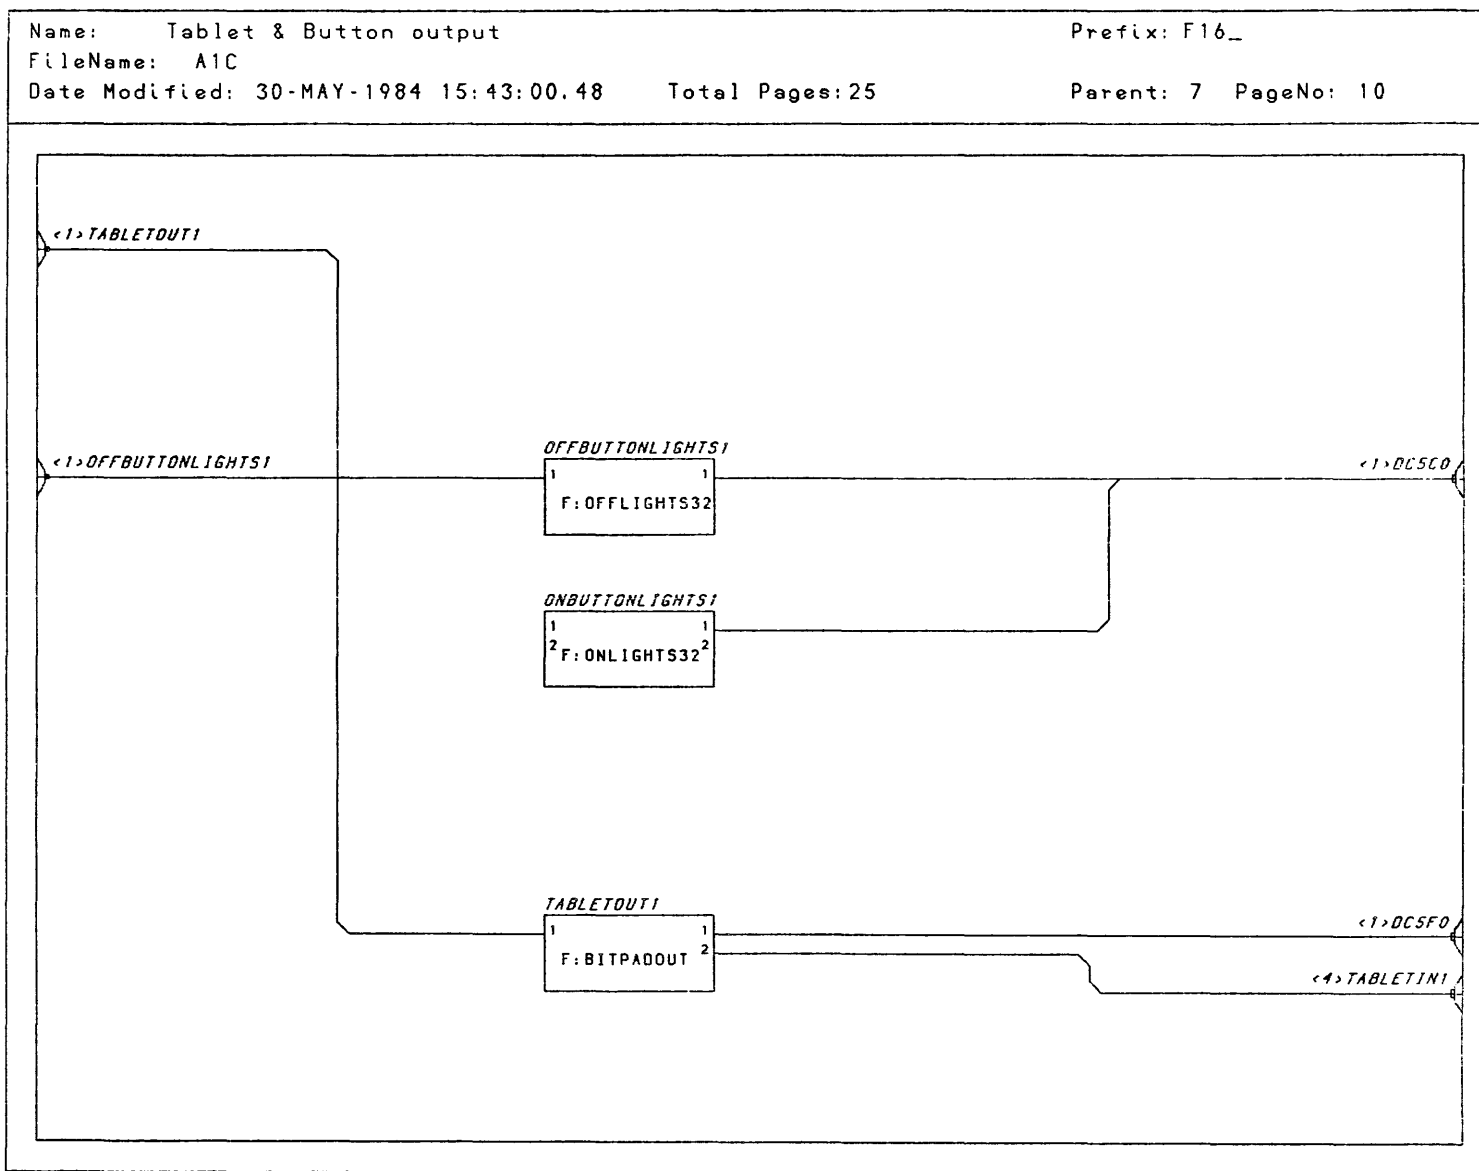 Name: Tablet & Button output Prefix: F16_
FileName: A1C
Date Modified: 30-MAY-1984 15:43:00.48 Total Pages:25 Parent: 7 PageNo: 10
<1>TABLETOUT1
OFFBUTTONLIGHTS1
<1>OFFBUTTONLIGHTS1
<1>DC5C0
1 1
F:OFFLIGHTS32
ONBUTTONLIGHTS1
1 1
2 F:ONLIGHTS32 2
TABLETOUT1
<1>DC5F0
1 1
F:BITPADOUT 2
<4>TABLETIN1